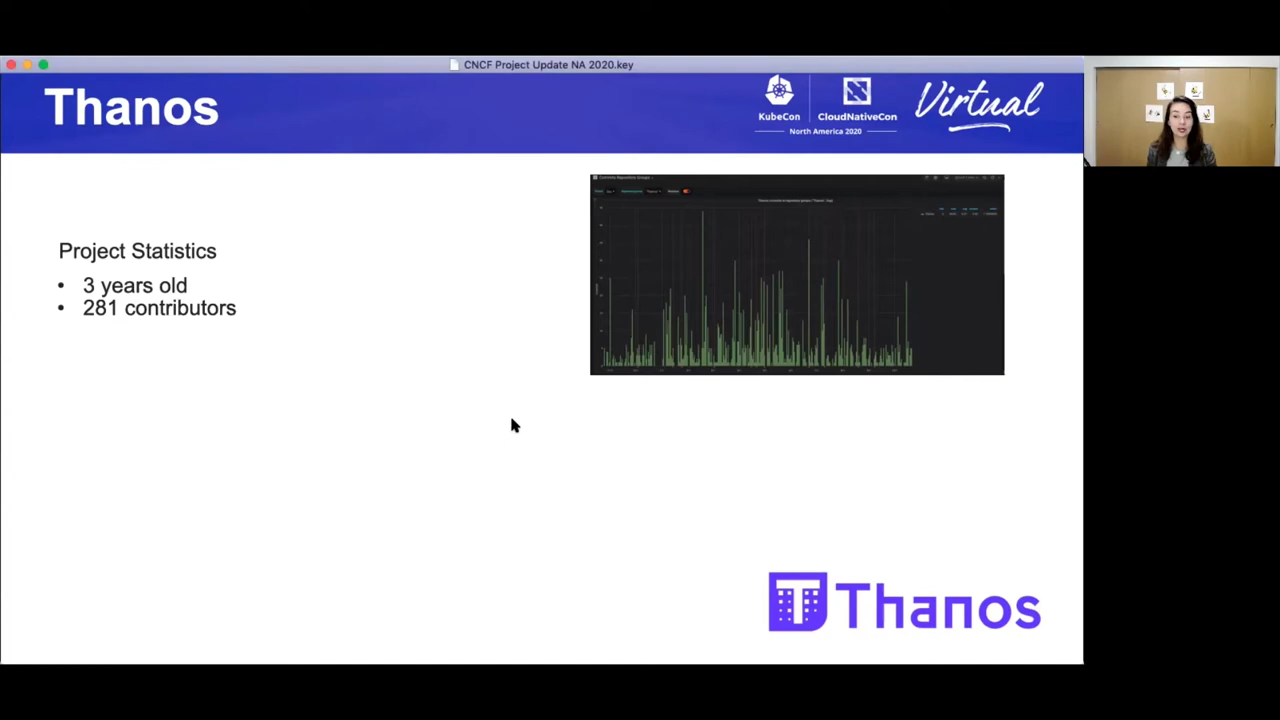 CNCF Project Update NA 2020.key
Thanos
KubeCon
CloudNativeCon
North America 2020
Virtual
Project Statistics
• 3 years old
• 281 contributors
Thanos